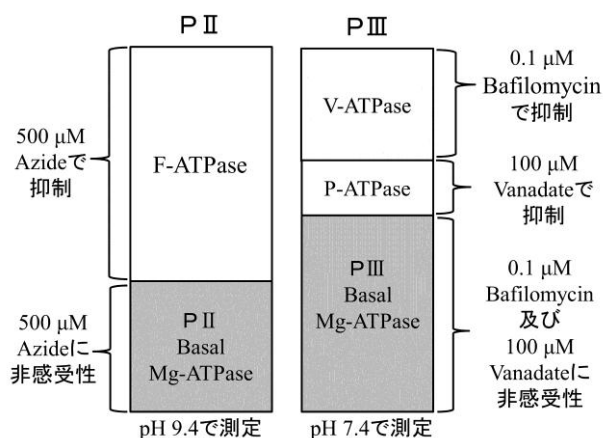 PⅡ
PⅢ
500 μM
Azideで
抑制
F-ATPase
V-ATPase
0.1 μM
Bafilomycin
で抑制
P-ATPase
100 μM
Vanadateで
抑制
500 μM
Azideに
非感受性
PⅡ
Basal
Mg-ATPase
PⅢ
Basal
Mg-ATPase
0.1 μM
Bafilomycin
及び
100 μM
Vanadateに
非感受性
pH 9.4で測定
pH 7.4で測定